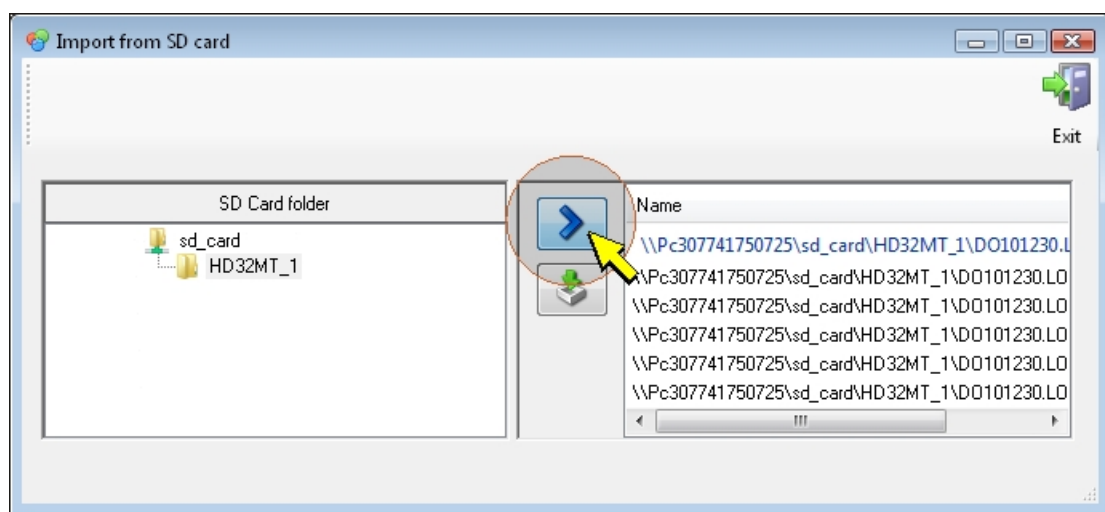 Import from SD card
Exit
SD Card folder
sd_card
HD32MT_1
Name
\\Pc307741750725\sd_card\HD32MT_1\DO101230.L
\\Pc307741750725\sd_card\HD32MT_1\DO101230.LO
\\Pc307741750725\sd_card\HD32MT_1\DO101230.LO
\\Pc307741750725\sd_card\HD32MT_1\DO101230.LO
\\Pc307741750725\sd_card\HD32MT_1\DO101230.LO
\\Pc307741750725\sd_card\HD32MT_1\DO101230.LO